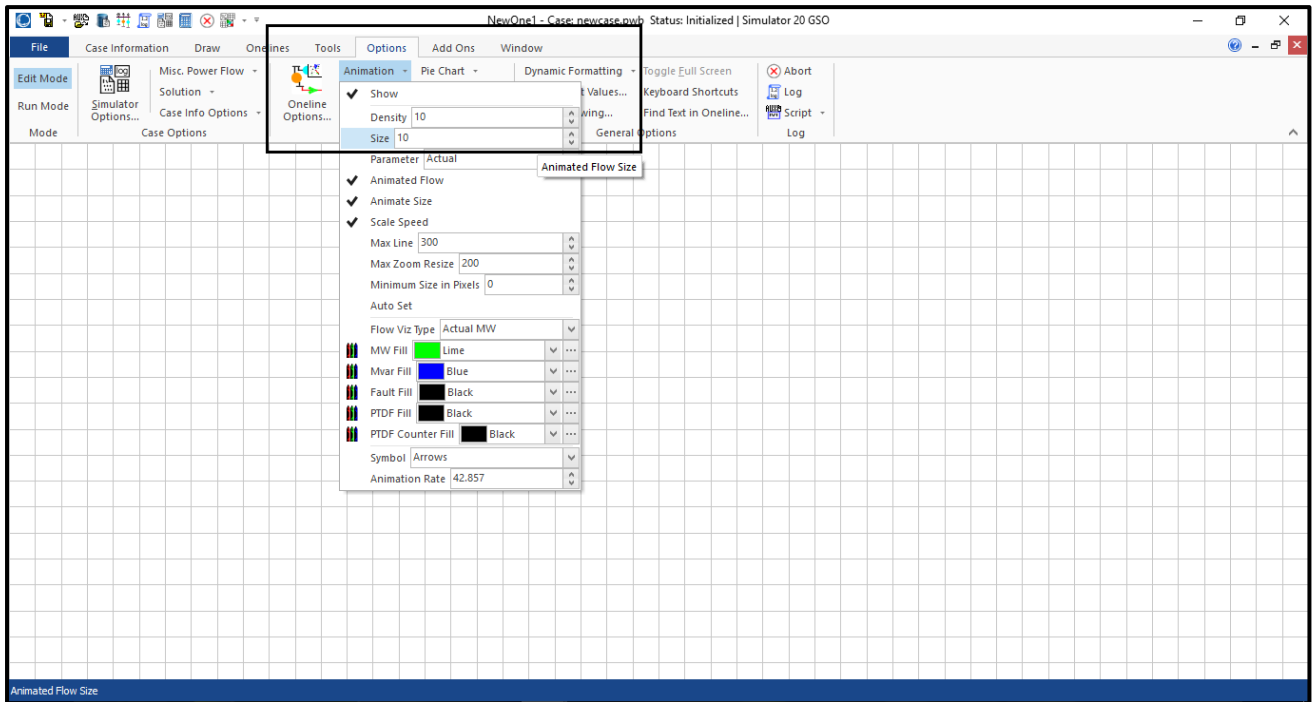 NewOne1 - Case: newcase.pwb Status: Initialized | Simulator 20 GSO
File Case Information Draw Onelines Tools Options Add Ons Window
Edit Mode
Run Mode
Mode
Simulator
Options...
Misc. Power Flow
Solution
Case Info Options
Case Options
Oneline
Options...
Animation Pie Chart Dynamic Formatting Toggle Full Screen Abort
Values... Keyboard Shortcuts Log
Find Text in Oneline... Script
General Options Log
Show
Density 10
Size 10
Animated Flow Size
Parameter Actual
Animated Flow
Animate Size
Scale Speed
Max Line 300
Max Zoom Resize 200
Minimum Size in Pixels 0
Auto Set
Flow Viz Type Actual MW
MW Fill Lime
Mvar Fill Blue
Fault Fill Black
PTDF Fill Black
PTDF Counter Fill Black
Symbol Arrows
Animation Rate 42.857
Animated Flow Size